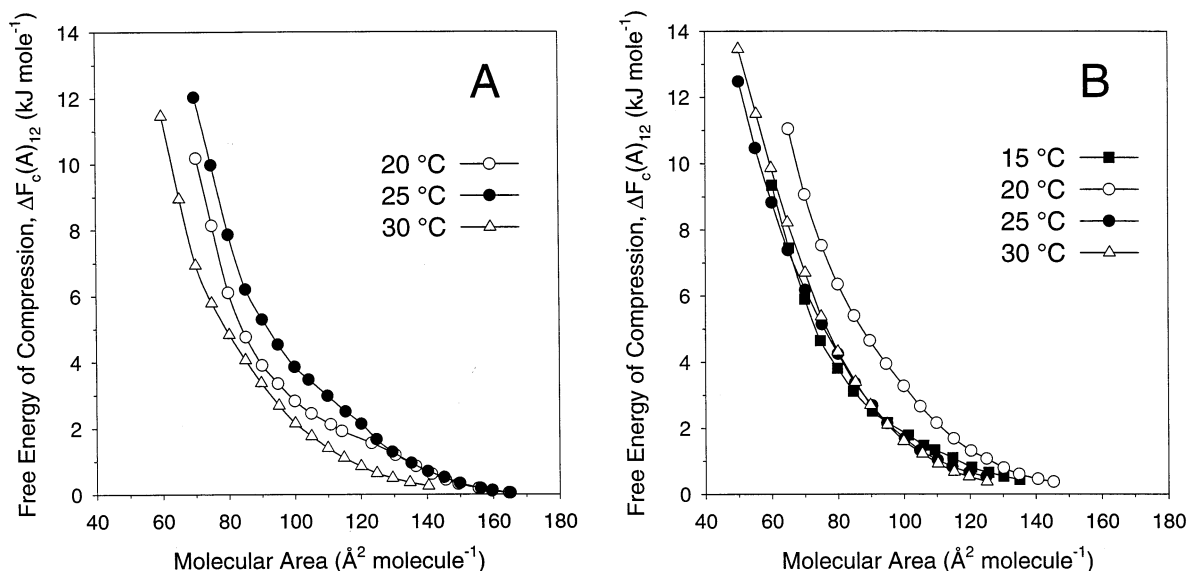 Free Energy of Compression, ΔF_c(A)_12 (kJ mole^-1)
14
12
10
8
6
4
2
0
A
20 °C
25 °C
30 °C
40 60 80 100 120 140 160 180
Molecular Area (Å^2 molecule^-1)
Free Energy of Compression, ΔF_c(A)_12 (kJ mole^-1)
14
12
10
8
6
4
2
0
B
15 °C
20 °C
25 °C
30 °C
40 60 80 100 120 140 160 180
Molecular Area (Å^2 molecule^-1)